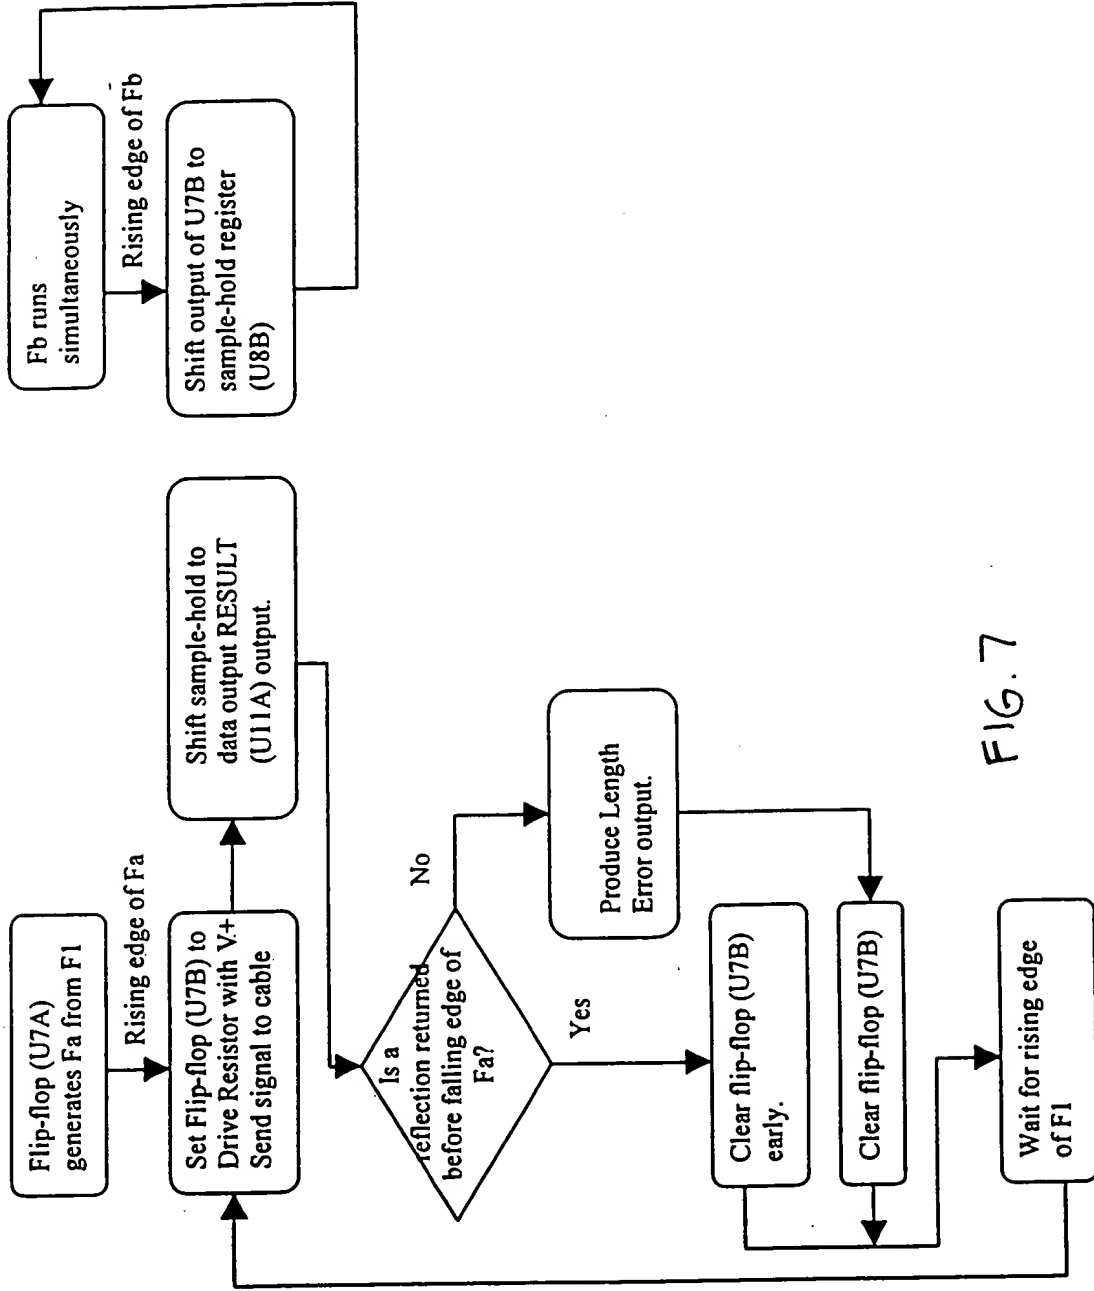 Flip-flop (U7A)
generates Fa from F1
Rising edge of Fa
Set Flip-flop (U7B) to
Drive Resistor with V+
Send signal to cable
Shift sample-hold to
data output RESULT
(U11A) output.
Is a
reflection returned
before falling edge of
Fa?
No
Yes
Produce Length
Error output.
Clear flip-flop (U7B)
early.
Clear flip-flop (U7B)
Wait for rising edge
of F1
Fb runs
simultaneously
Rising edge of Fb
Shift output of U7B to
sample-hold register
(U8B)
FIG. 7